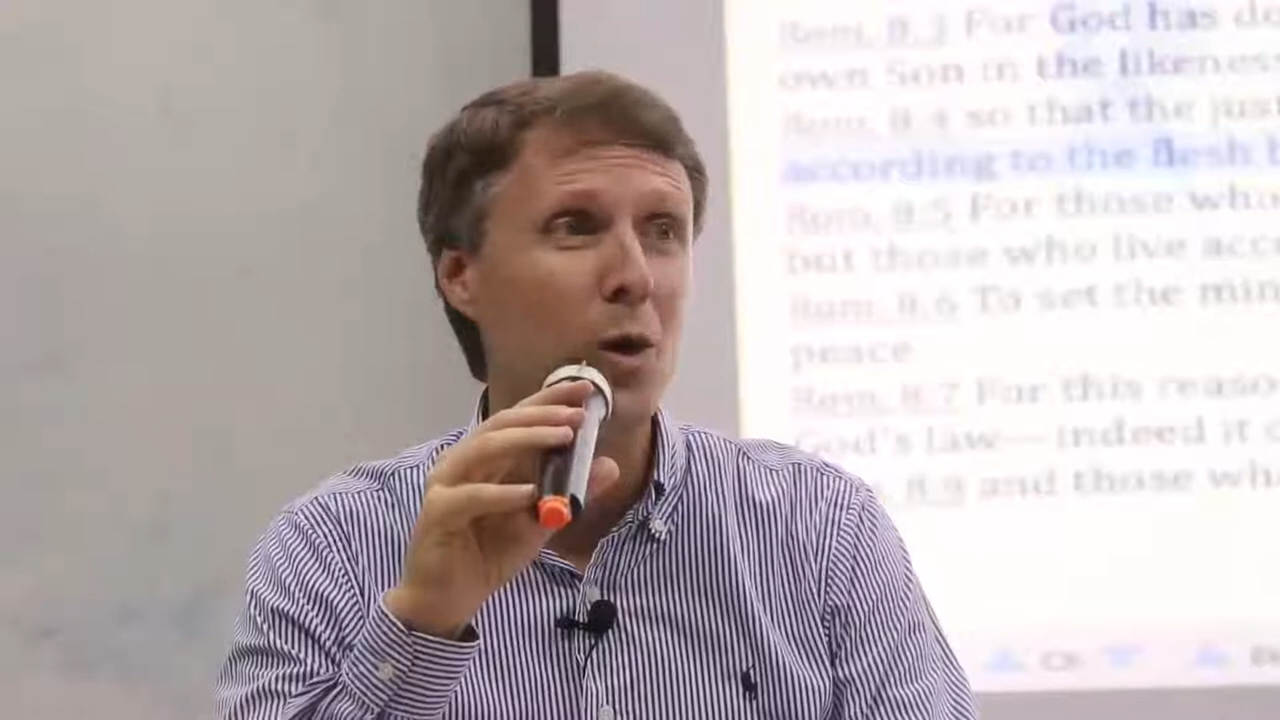 Rom. 8:3 For God has do
own Son in the likeness
Rom. 8:4 so that the just
according to the flesh b
Rom. 8:5 For those who
but those who live acc
Rom. 8:6 To set the min
peace
Rom. 8:7 For this reaso
God's law—indeed it c
8:9 and those wh
Ch